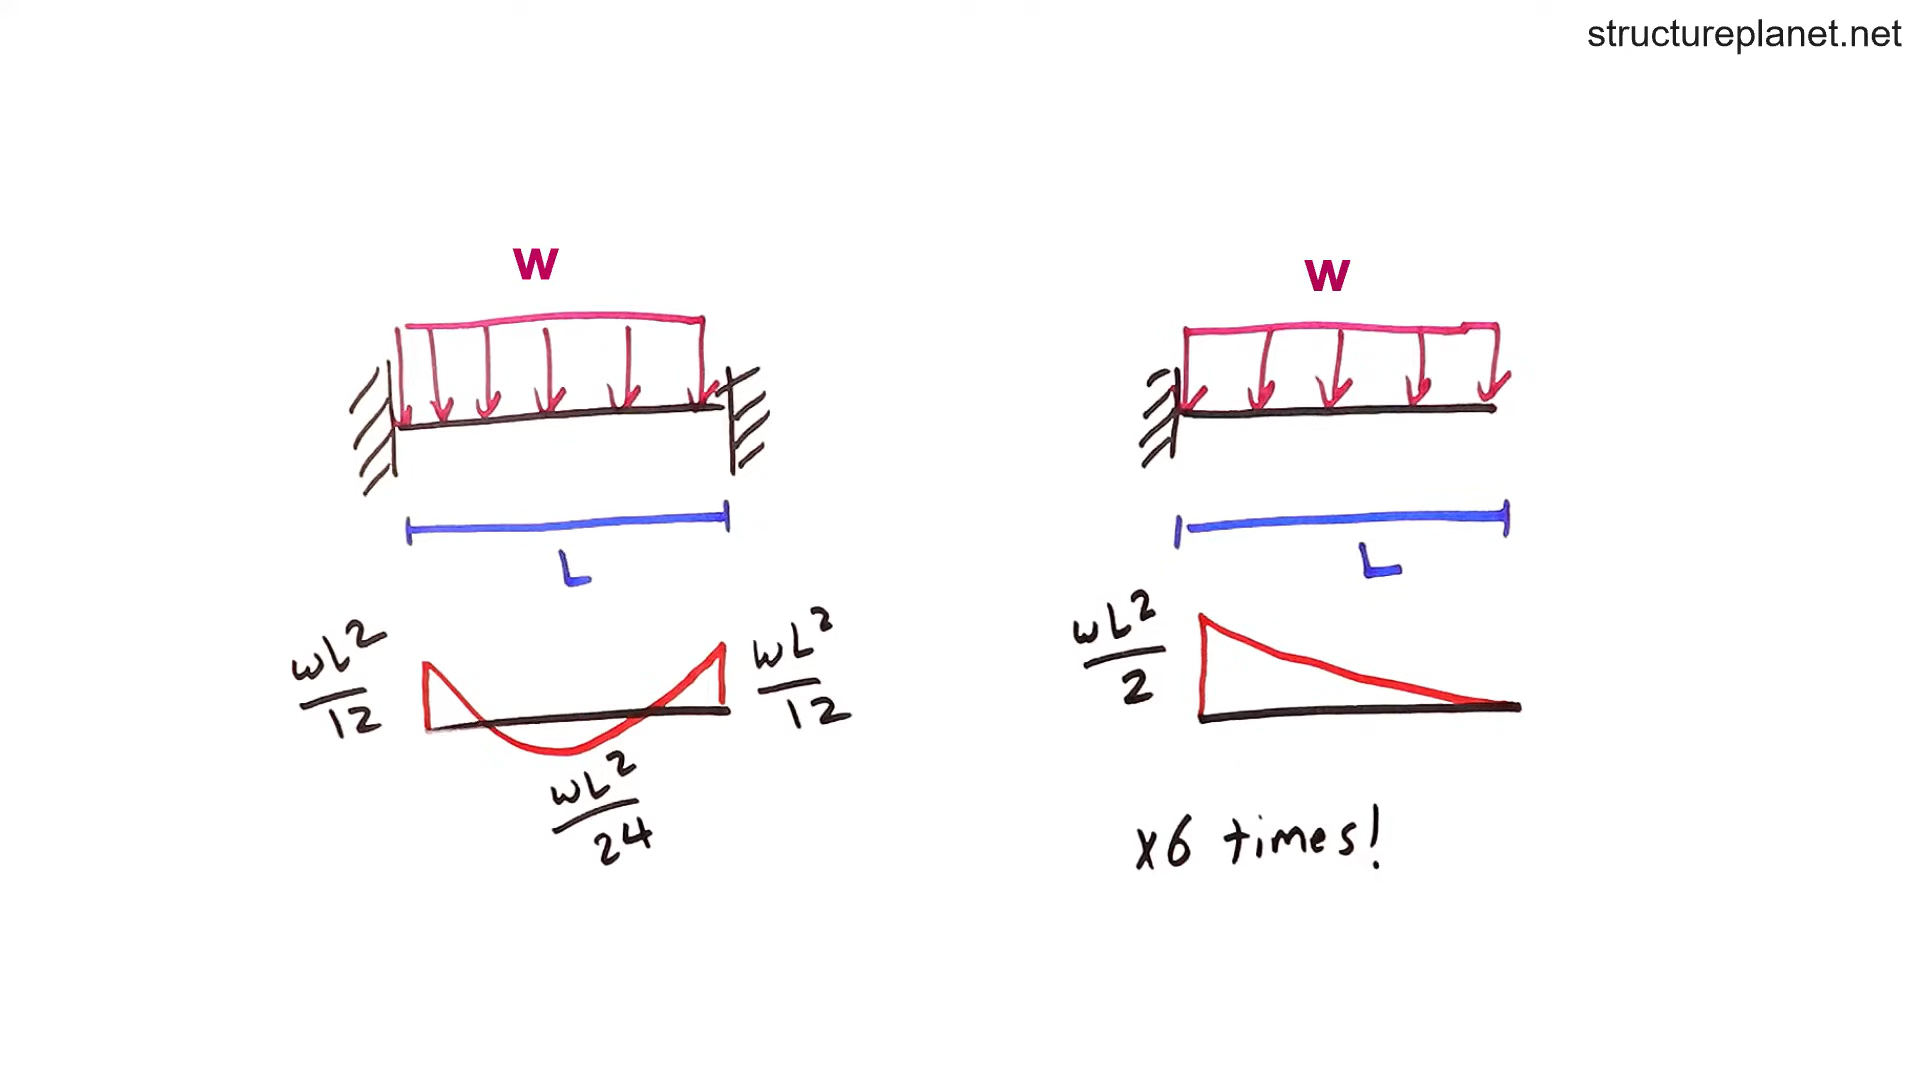 structureplanet.net
w
w
L
L
wL²
12
wL²
12
wL²
24
wL²
2
x6 times!